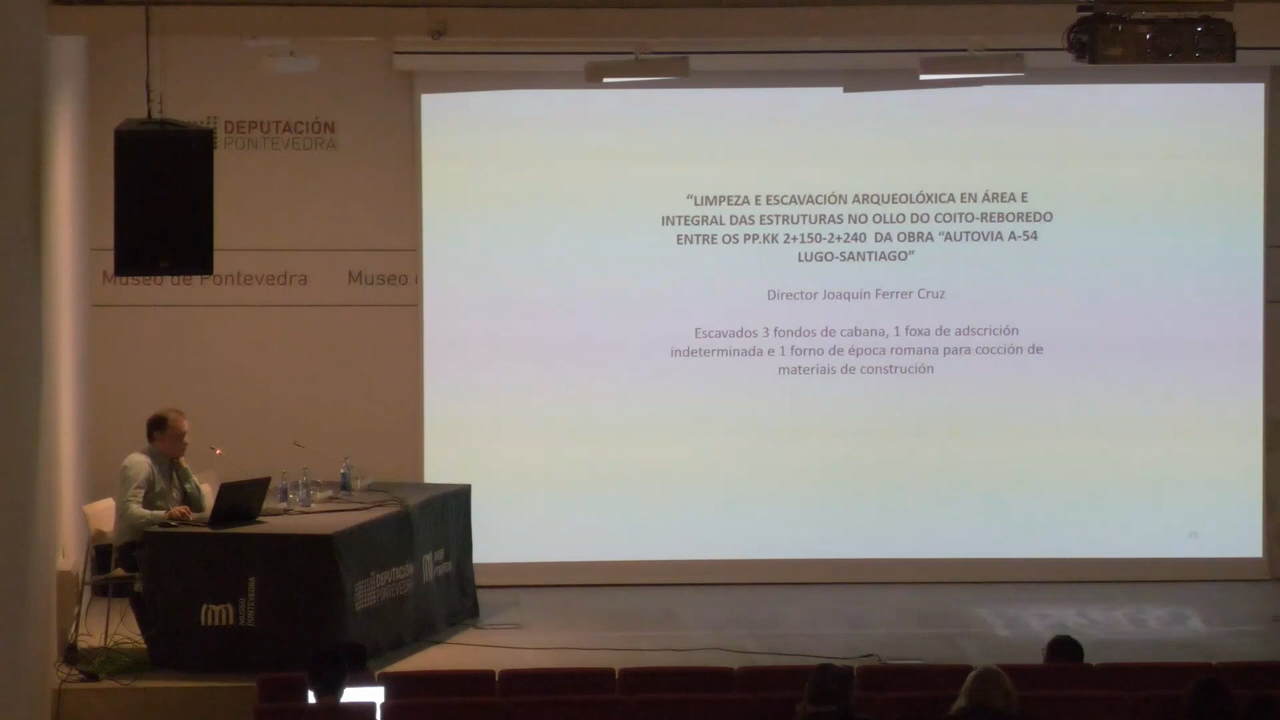 DEPUTACIÓN
PONTEVEDRA
Museo de Pontevedra
Museo
“LIMPEZA E ESCAVACIÓN ARQUEOLÓXICA EN ÁREA E
INTEGRAL DAS ESTRUTURAS NO OLLO DO COITO-REBOREDO
ENTRE OS PP.KK 2+150-2+240 DA OBRA “AUTOVIA A-54
LUGO-SANTIAGO”
Director Joaquín Ferrer Cruz
Escavados 3 fondos de cabana, 1 foxa de adscrición
indeterminada e 1 forno de época romana para cocción de
materiais de construción
DEPUTACIÓN
PONTEVEDRA
MUSEO
PONTEVEDRA